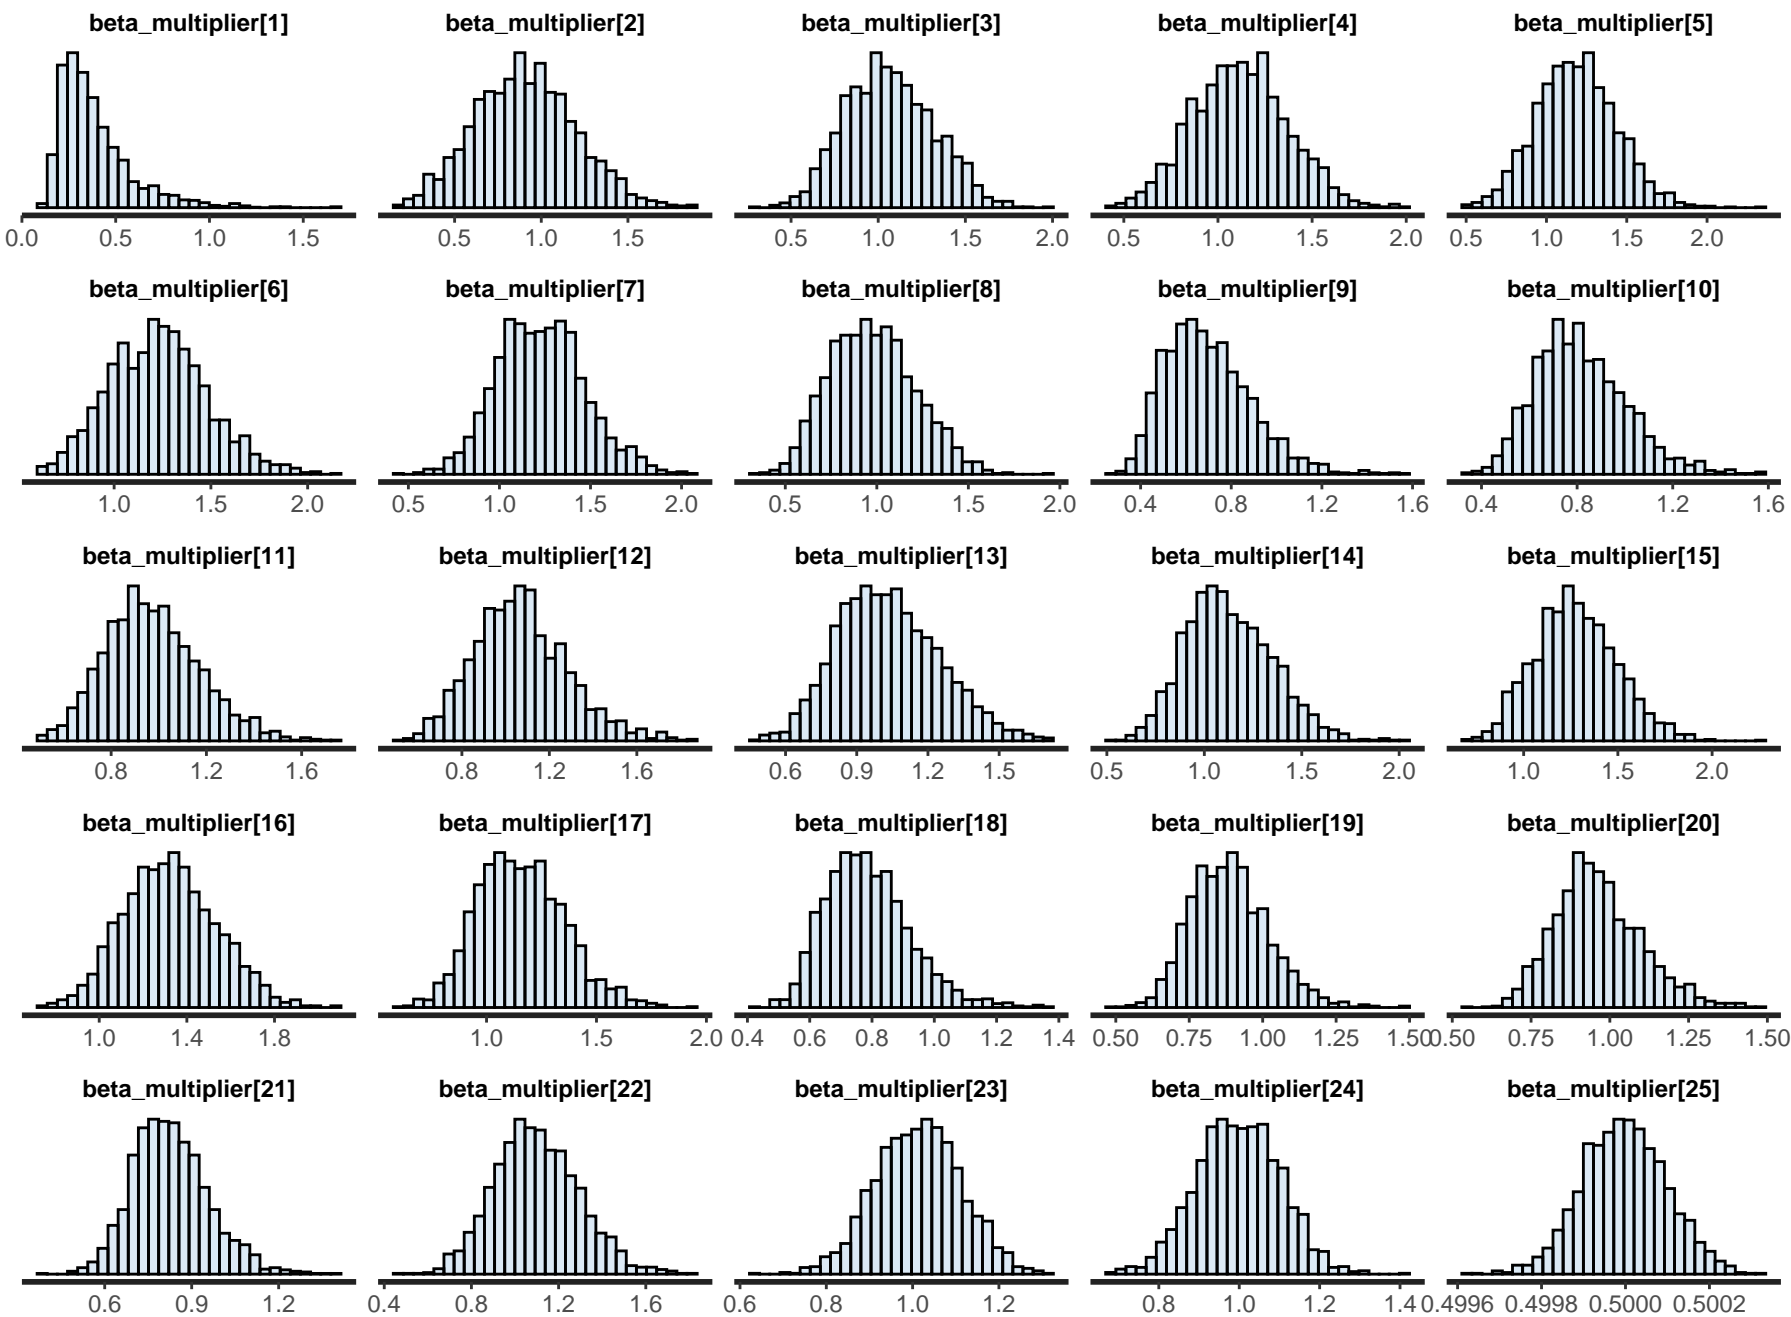 beta_multiplier[1] beta_multiplier[2] beta_multiplier[3] beta_multiplier[4] beta_multiplier[5]
0.0 0.5 1.0 1.5 0.5 1.0 1.5 0.5 1.0 1.5 2.0 0.5 1.0 1.5 2.0 0.5 1.0 1.5 2.0
beta_multiplier[6] beta_multiplier[7] beta_multiplier[8] beta_multiplier[9] beta_multiplier[10]
1.0 1.5 2.0 0.5 1.0 1.5 2.0 0.5 1.0 1.5 2.0 0.4 0.8 1.2 1.6 0.4 0.8 1.2 1.6
beta_multiplier[11] beta_multiplier[12] beta_multiplier[13] beta_multiplier[14] beta_multiplier[15]
0.8 1.2 1.6 0.8 1.2 1.6 0.6 0.9 1.2 1.5 0.5 1.0 1.5 2.0 1.0 1.5 2.0
beta_multiplier[16] beta_multiplier[17] beta_multiplier[18] beta_multiplier[19] beta_multiplier[20]
1.0 1.4 1.8 1.0 1.5 2.0 0.4 0.6 0.8 1.0 1.2 1.4 0.50 0.75 1.00 1.25 1.50 0.50 0.75 1.00 1.25 1.50
beta_multiplier[21] beta_multiplier[22] beta_multiplier[23] beta_multiplier[24] beta_multiplier[25]
0.6 0.9 1.2 0.4 0.8 1.2 1.6 0.6 0.8 1.0 1.2 0.8 1.0 1.2 1.4 0.4996 0.4998 0.5000 0.5002